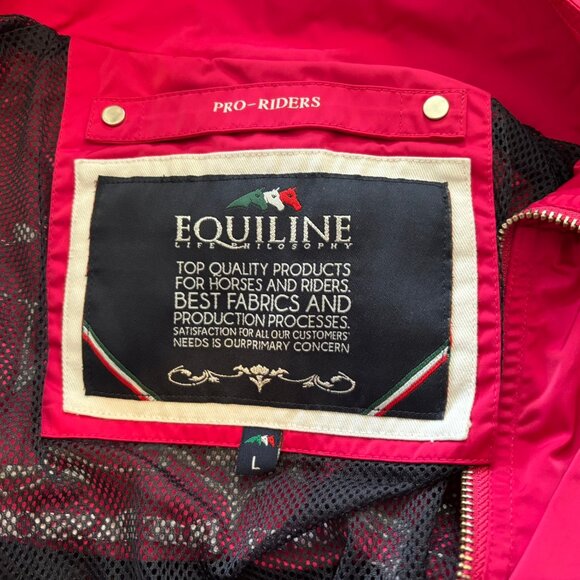 PRO-RIDERS
EQUILINE
LIFE PHILOSOPHY
TOP QUALITY PRODUCTS
FOR HORSES AND RIDERS.
BEST FABRICS AND
PRODUCTION PROCESSES.
SATISFACTION FOR ALL OUR CUSTOMERS'
NEEDS IS OURPRIMARY CONCERN
L